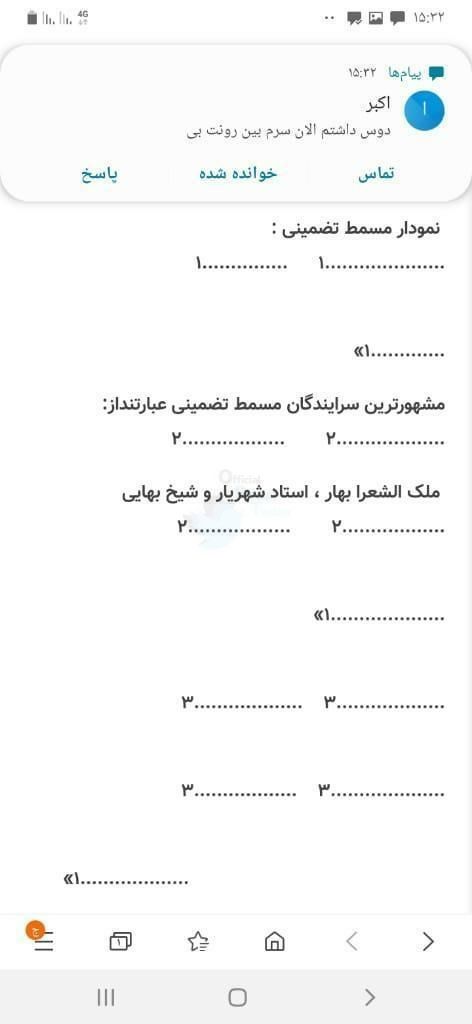 4G
۱۵:۳۲
پیام‌ها ۱۵:۳۲
ا
اکبر
دوس داشتم الان سرم بین رونت بی
تماس
خوانده شده
پاسخ
نمودار مسمط تضمینی :
.....................۱ ...............۱
.............۱»
مشهورترین سرایندگان مسمط تضمینی عبارتنداز:
...................۲ ..................۲
Official
ملک الشعرا بهار ، استاد شهریار و شیخ بهایی
..................۲ ..................۲
....................۱»
...................۳ ...................۳
....................۳ ..................۳
...................۱»
ج
۱